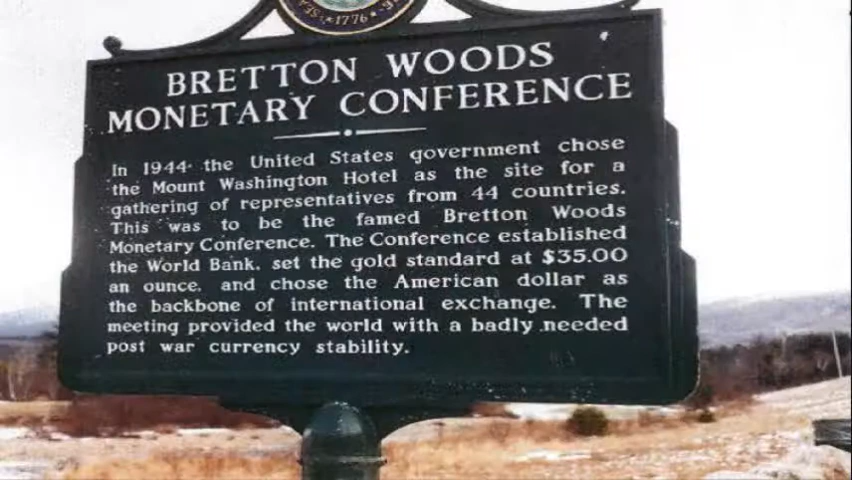 1776
BRETTON WOODS
MONETARY CONFERENCE
In 1944 the United States government chose
the Mount Washington Hotel as the site for a
gathering of representatives from 44 countries.
This was to be the famed Bretton Woods
Monetary Conference. The Conference established
the World Bank, set the gold standard at $35.00
an ounce, and chose the American dollar as
the backbone of international exchange. The
meeting provided the world with a badly needed
post war currency stability.